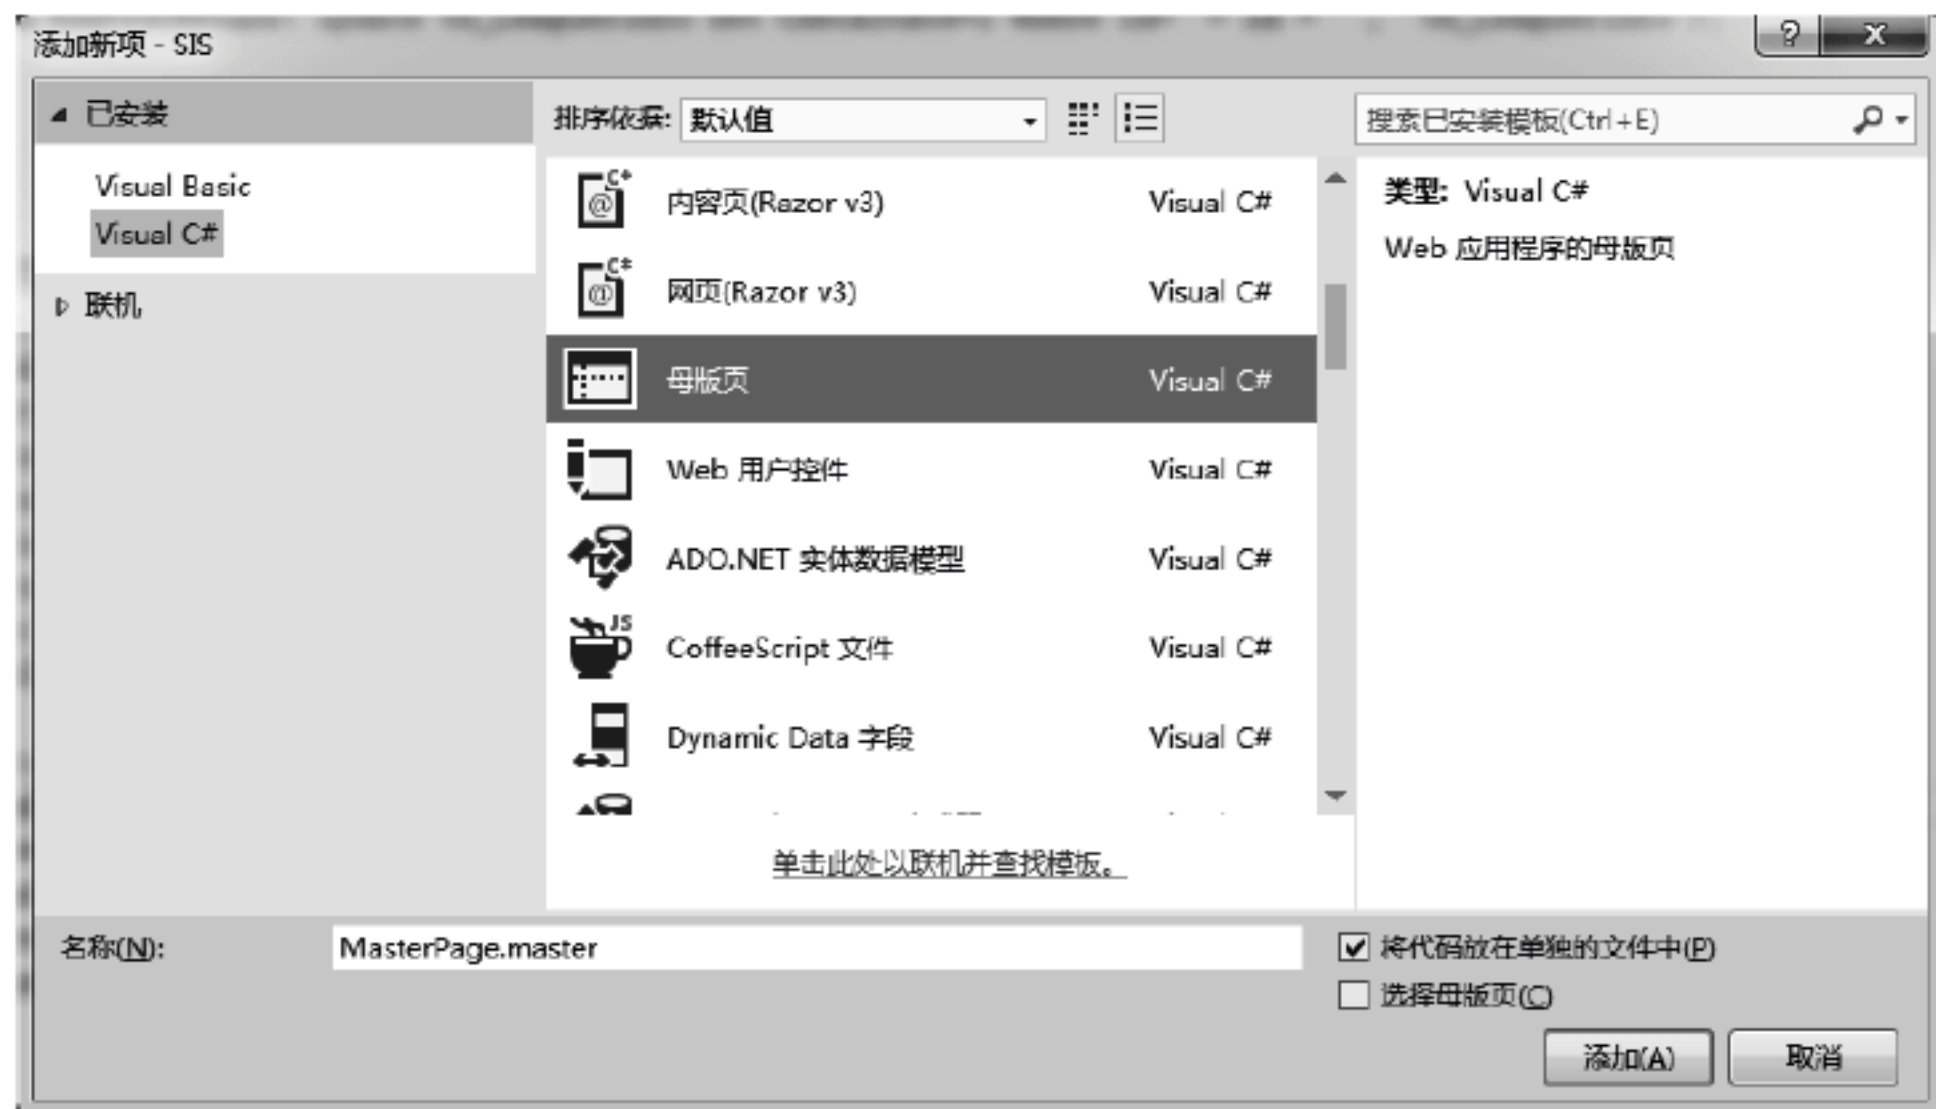 添加新项 - SIS
已安装
Visual Basic
Visual C#
联机
排序依据: 默认值
搜索已安装模板(Ctrl+E)
内容页(Razor v3) Visual C#
网页(Razor v3) Visual C#
母版页 Visual C#
Web 用户控件 Visual C#
ADO.NET 实体数据模型 Visual C#
CoffeeScript 文件 Visual C#
Dynamic Data 字段 Visual C#
单击此处以联机并查找模板。
类型: Visual C#
Web 应用程序的母版页
名称(N): MasterPage.master
将代码放在单独的文件中(P)
选择母版页(C)
添加(A) 取消